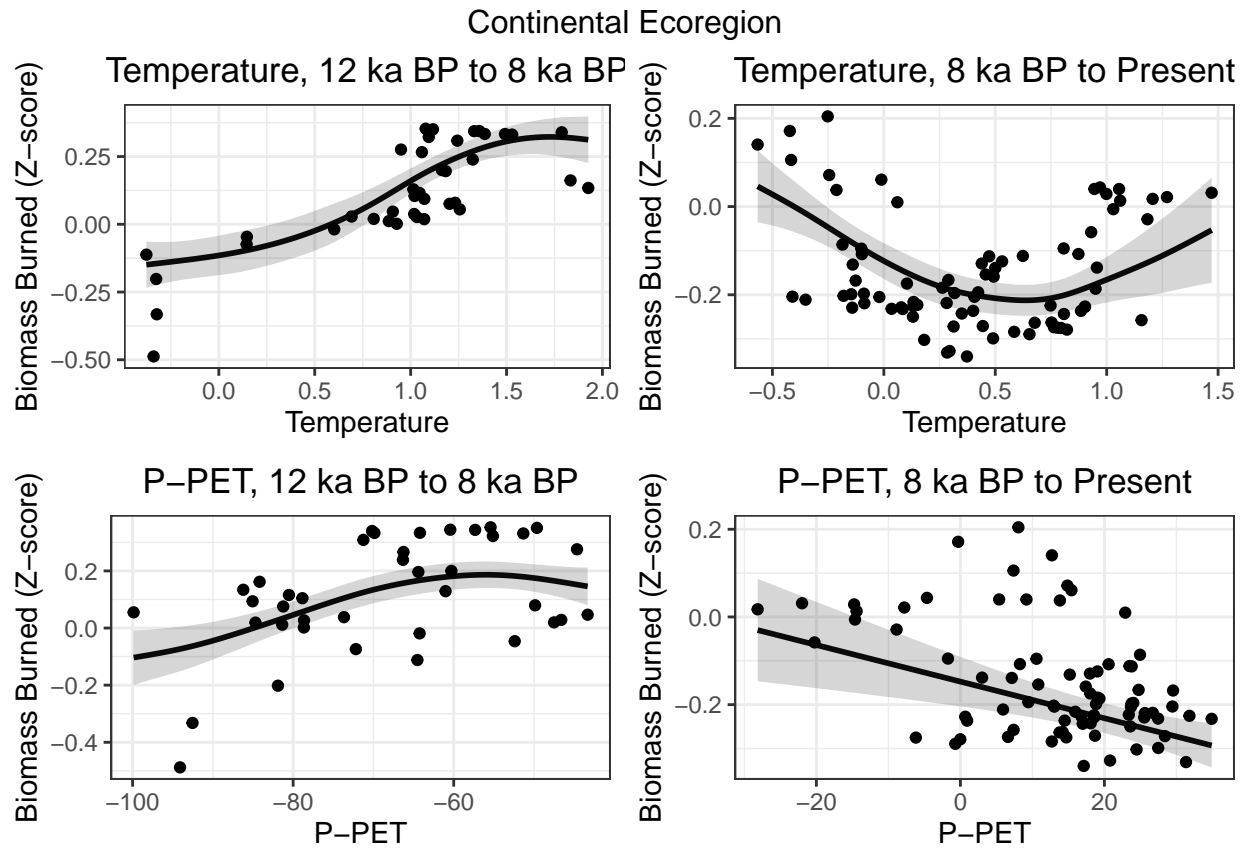 Continental Ecoregion
Temperature, 12 ka BP to 8 ka BP
Biomass Burned (Z−score)
0.25
0.00
−0.25
−0.50
0.0 0.5 1.0 1.5 2.0
Temperature
Temperature, 8 ka BP to Present
Biomass Burned (Z−score)
0.2
0.0
−0.2
−0.5 0.0 0.5 1.0 1.5
Temperature
P−PET, 12 ka BP to 8 ka BP
Biomass Burned (Z−score)
0.2
0.0
−0.2
−0.4
−100 −80 −60
P−PET
P−PET, 8 ka BP to Present
Biomass Burned (Z−score)
0.2
0.0
−0.2
−20 0 20
P−PET